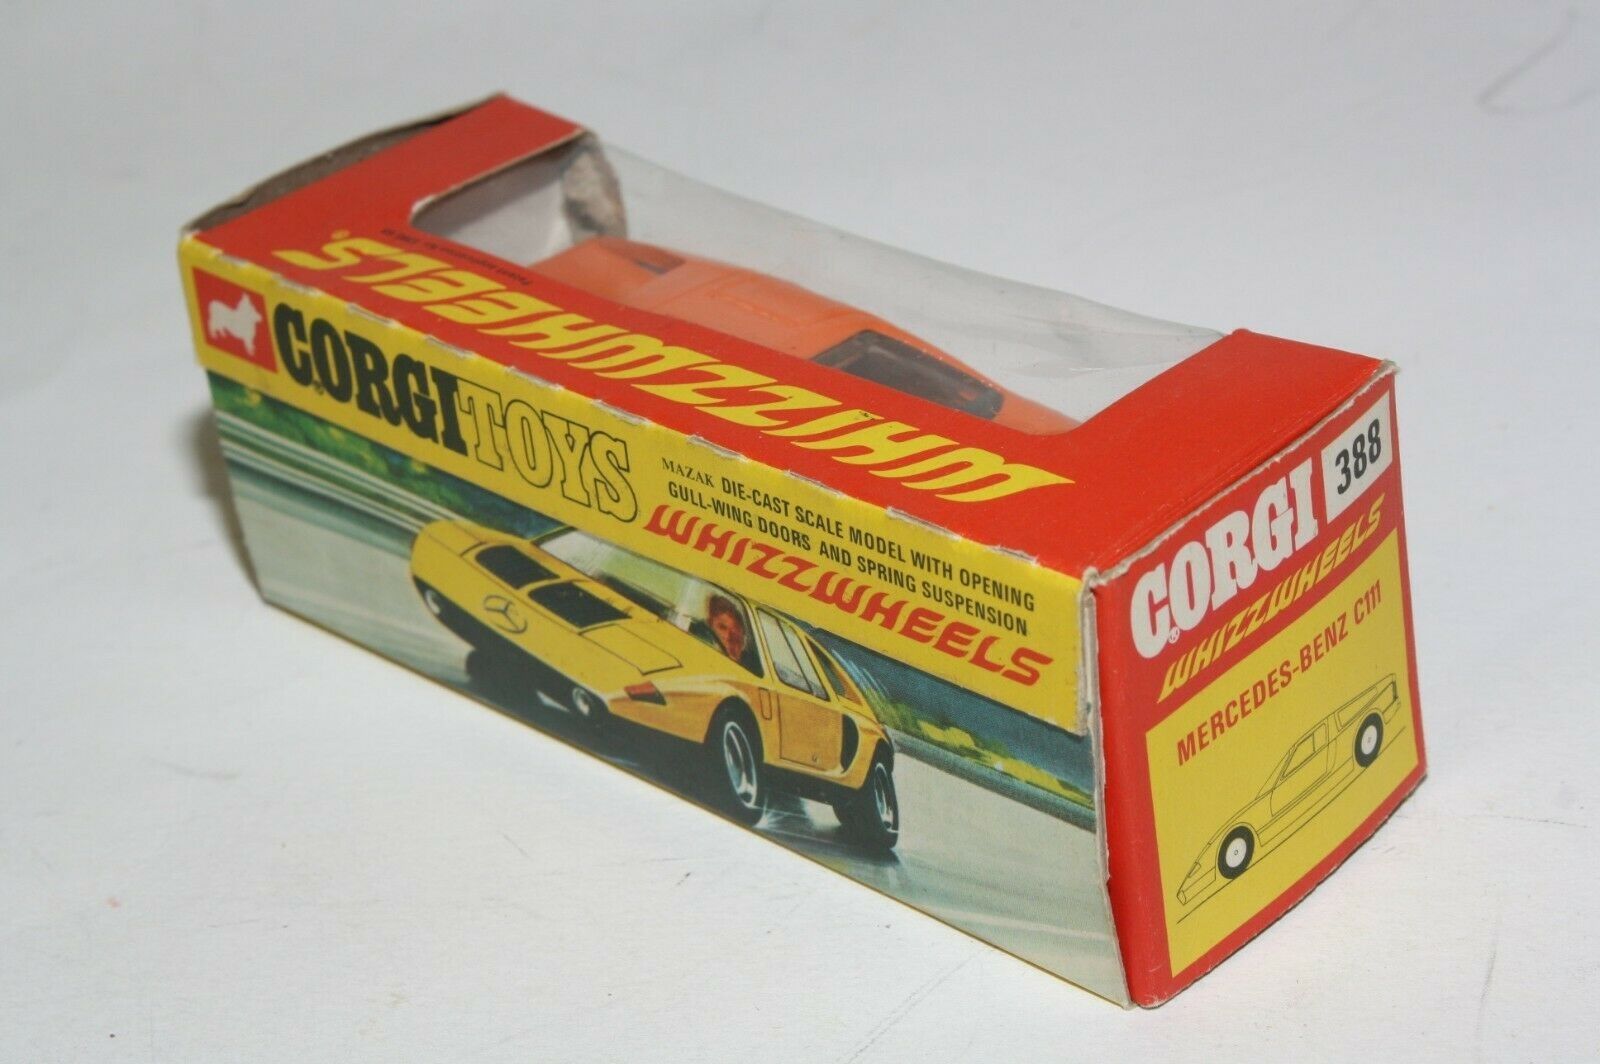 WHIZZWHEELS
CORGI TOYS
MAZAK DIE-CAST SCALE MODEL WITH OPENING
GULL-WING DOORS AND SPRING SUSPENSION
WHIZZWHEELS
CORGI 388
WHIZZWHEELS
MERCEDES-BENZ C111